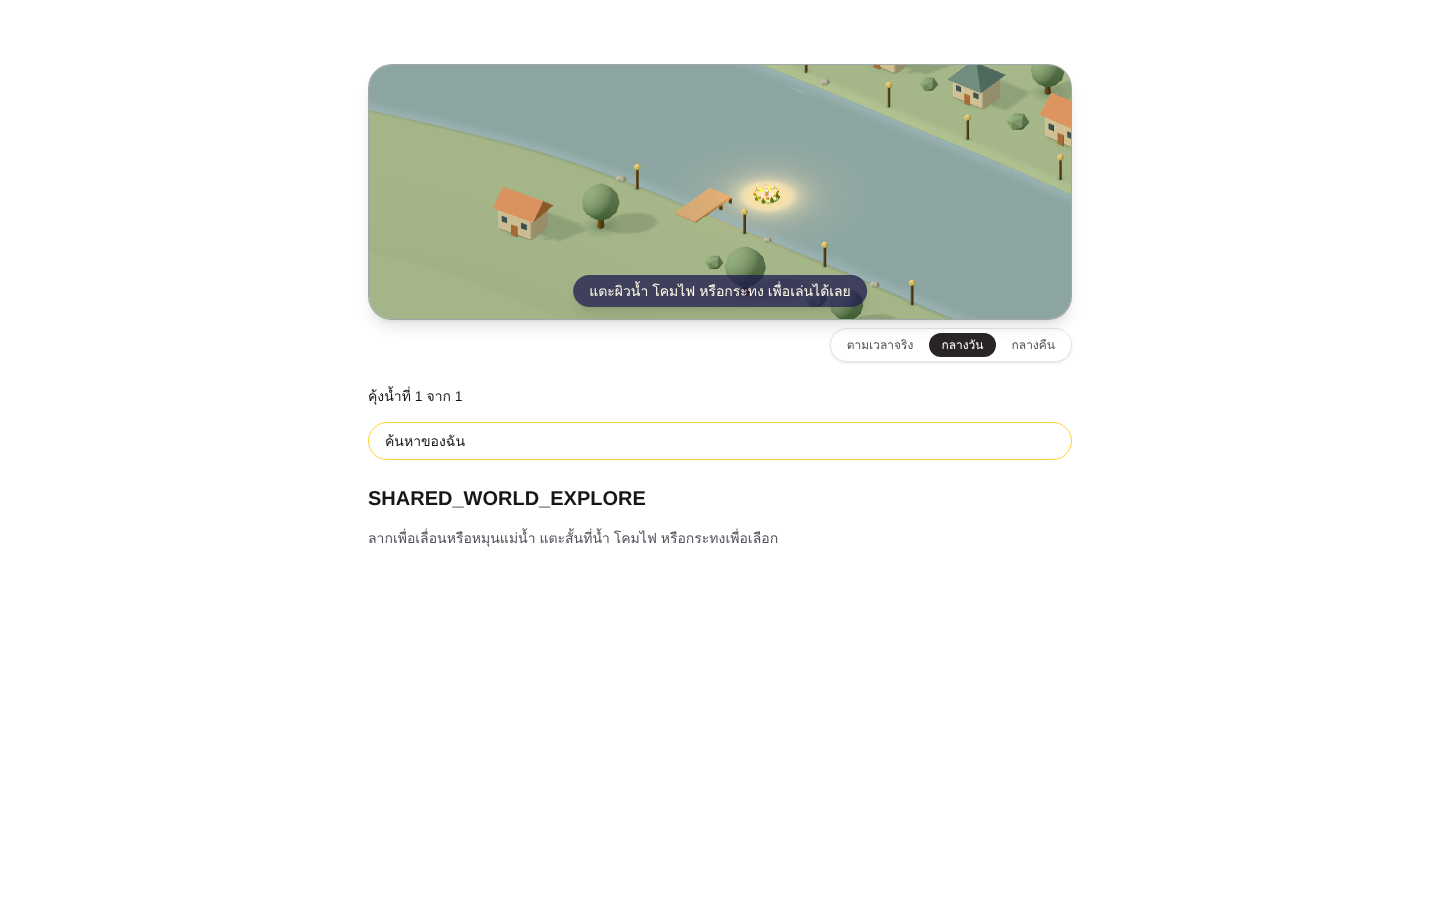 แตะผิวน้ำ โคมไฟ หรือกระทง เพื่อเล่นได้เลย
ตามเวลาจริง กลางวัน กลางคืน
คุ้งน้ำที่ 1 จาก 1
ค้นหาของฉัน
SHARED_WORLD_EXPLORE
ลากเพื่อเลื่อนหรือหมุนแม่น้ำ แตะสั้นที่น้ำ โคมไฟ หรือกระทงเพื่อเลือก